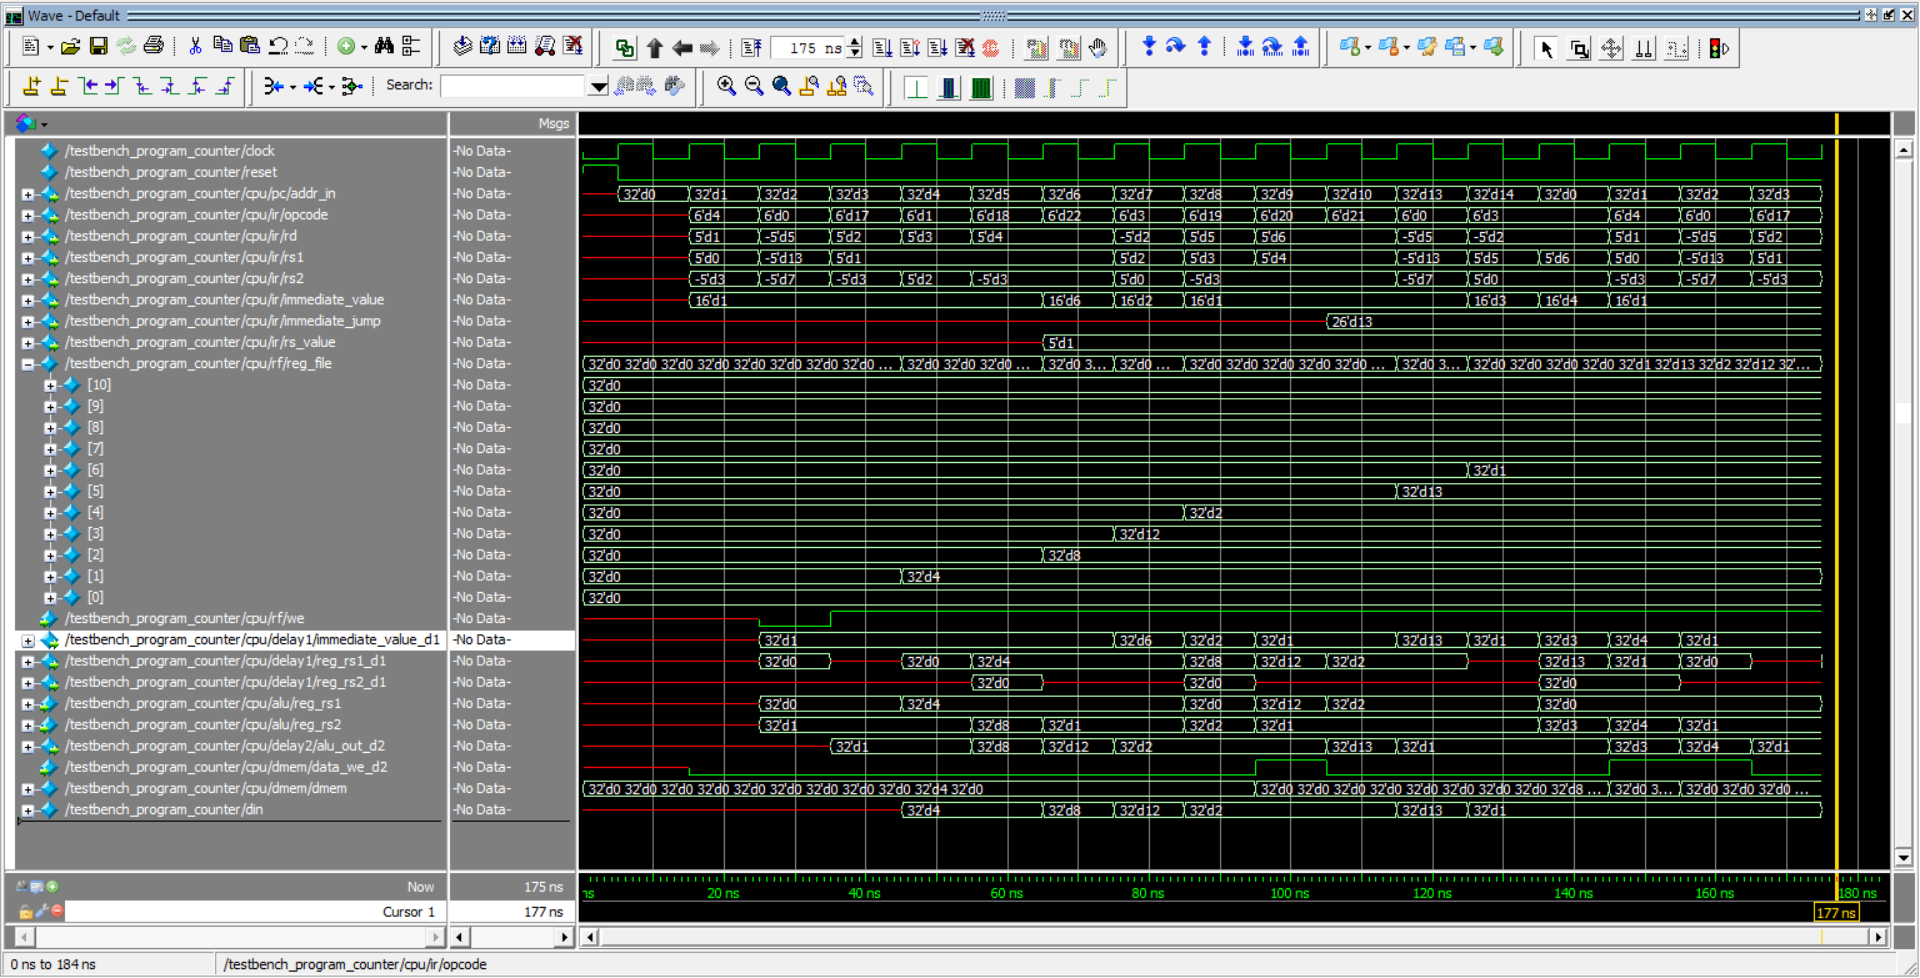 Wave - Default
175 ns
Search:
Msgs
/testbench_program_counter/clock -No Data-
/testbench_program_counter/reset -No Data-
/testbench_program_counter/cpu/pc/addr_in -No Data- 32'd0 32'd1 32'd2 32'd3 32'd4 32'd5 32'd6 32'd7 32'd8 32'd9 32'd10 32'd13 32'd14 32'd0 32'd1 32'd2 32'd3
/testbench_program_counter/cpu/ir/opcode -No Data- 6'd4 6'd0 6'd17 6'd1 6'd18 6'd22 6'd3 6'd19 6'd20 6'd21 6'd0 6'd3 6'd4 6'd0 6'd17
/testbench_program_counter/cpu/ir/rd -No Data- 5'd1 -5'd5 5'd2 5'd3 5'd4 -5'd2 5'd5 5'd6 -5'd5 -5'd2 5'd1 -5'd5 5'd2
/testbench_program_counter/cpu/ir/rs1 -No Data- 5'd0 -5'd13 5'd1 5'd2 5'd3 5'd4 -5'd13 5'd5 5'd6 5'd0 -5'd13 5'd1
/testbench_program_counter/cpu/ir/rs2 -No Data- -5'd3 -5'd7 -5'd3 5'd2 -5'd3 5'd0 -5'd3 -5'd7 5'd0 -5'd3 -5'd7 -5'd3
/testbench_program_counter/cpu/ir/immediate_value -No Data- 16'd1 16'd6 16'd2 16'd1 16'd3 16'd4 16'd1
/testbench_program_counter/cpu/ir/immediate_jump -No Data- 26'd13
/testbench_program_counter/cpu/ir/rs_value -No Data- 5'd1
/testbench_program_counter/cpu/rf/reg_file -No Data- 32'd0 32'd0 32'd0 32'd0 32'd0 32'd0 32'd0 32'd0 ... 32'd0 32'd0 32'd0 ... 32'd0 3... 32'd0 ... 32'd0 32'd0 32'd0 32'd0 32'd0 ... 32'd0 3... 32'd0 32'd0 32'd0 32'd0 32'd1 32'd13 32'd2 32'd12 32'...
[10] -No Data- 32'd0
[9] -No Data- 32'd0
[8] -No Data- 32'd0
[7] -No Data- 32'd0
[6] -No Data- 32'd0 32'd1
[5] -No Data- 32'd0 32'd13
[4] -No Data- 32'd0 32'd2
[3] -No Data- 32'd0 32'd12
[2] -No Data- 32'd0 32'd8
[1] -No Data- 32'd0 32'd4
[0] -No Data- 32'd0
/testbench_program_counter/cpu/rf/we -No Data-
/testbench_program_counter/cpu/delay1/immediate_value_d1 -No Data- 32'd1 32'd6 32'd2 32'd1 32'd13 32'd1 32'd3 32'd4 32'd1
/testbench_program_counter/cpu/delay1/reg_rs1_d1 -No Data- 32'd0 32'd0 32'd4 32'd8 32'd12 32'd2 32'd13 32'd1 32'd0
/testbench_program_counter/cpu/delay1/reg_rs2_d1 -No Data- 32'd0 32'd0 32'd0
/testbench_program_counter/cpu/alu/reg_rs1 -No Data- 32'd0 32'd4 32'd0 32'd12 32'd2 32'd0
/testbench_program_counter/cpu/alu/reg_rs2 -No Data- 32'd1 32'd8 32'd1 32'd2 32'd1 32'd3 32'd4 32'd1
/testbench_program_counter/cpu/delay2/alu_out_d2 -No Data- 32'd1 32'd8 32'd12 32'd2 32'd13 32'd1 32'd3 32'd4 32'd1
/testbench_program_counter/cpu/dmem/data_we_d2 -No Data-
/testbench_program_counter/cpu/dmem/dmem -No Data- 32'd0 32'd0 32'd0 32'd0 32'd0 32'd0 32'd0 32'd0 32'd0 32'd4 32'd0 32'd0 32'd0 32'd0 32'd0 32'd0 32'd0 32'd0 32'd0 32'd8 ... 32'd0 3... 32'd0 32'd0 32'd0 ...
/testbench_program_counter/cpu/din -No Data- 32'd4 32'd8 32'd12 32'd2 32'd13 32'd1
Now 175 ns
ns 20 ns 40 ns 60 ns 80 ns 100 ns 120 ns 140 ns 160 ns 180 ns
Cursor 1 177 ns
177 ns
0 ns to 184 ns /testbench_program_counter/cpu/ir/opcode